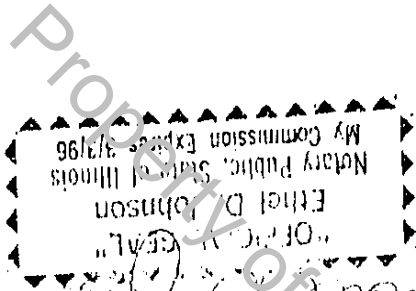 "OFFICIAL SEAL"
Ethel D. Johnson
Notary Public, State of Illinois
My Commission Expires 3/3/96
Property of